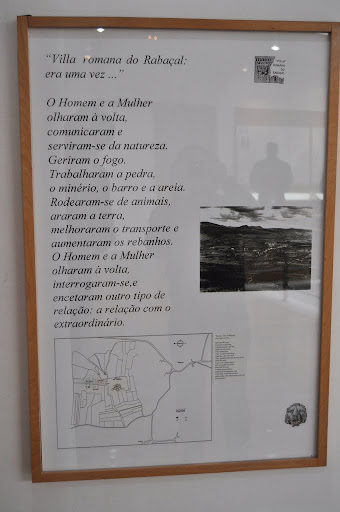 “Villa romana do Rabaçal:
era uma vez ...”
O Homem e a Mulher
olharam à volta,
comunicaram e
serviram-se da natureza.
Geriram o fogo.
Trabalharam a pedra,
o minério, o barro e a areia.
Rodearam-se de animais,
araram a terra,
melhoraram o transporte e
aumentaram os rebanhos.
O Homem e a Mulher
olharam à volta,
interrogaram-se,e
encetaram outro tipo de
relação: a relação com o
extraordinário.